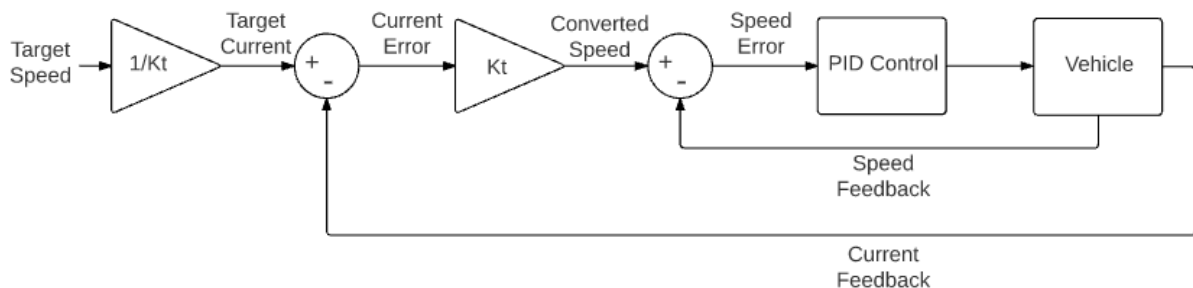 Target
Speed
1/Kt
Target
Current
+
-
Current
Error
Kt
Converted
Speed
+
-
Speed
Error
PID Control
Vehicle
Speed
Feedback
Current
Feedback